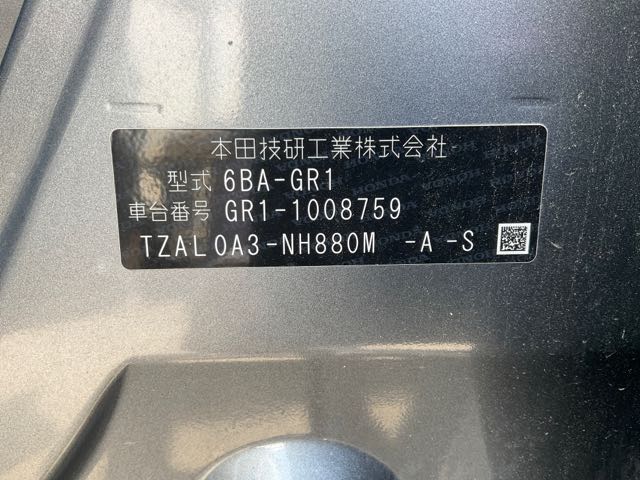 本田技研工業株式会社
型式 6BA-GR1
車台番号 GR1-1008759
TZAL0A3-NH880M -A -S